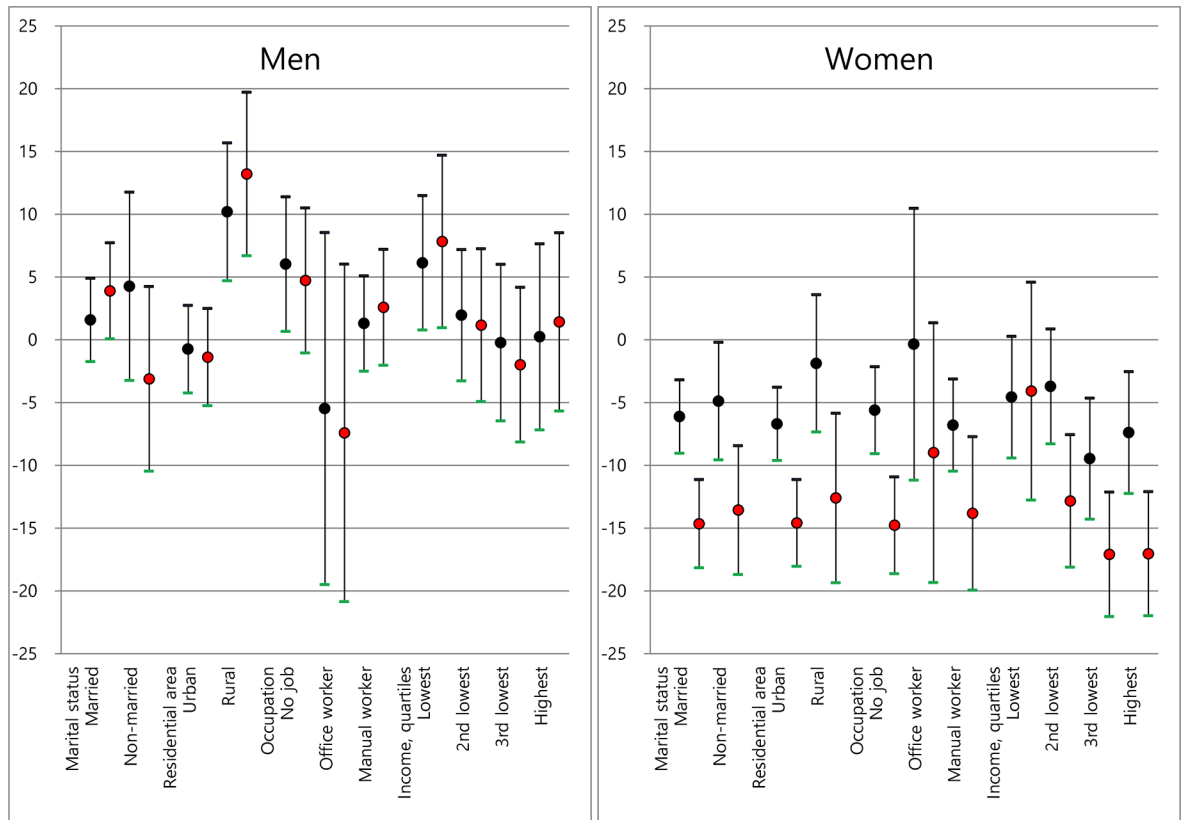 Men
25
20
15
10
5
0
-5
-10
-15
-20
-25
Marital status
Married
Non-married
Residential area
Urban
Rural
Occupation
No job
Office worker
Manual worker
Income, quartiles
Lowest
2nd lowest
3rd lowest
Highest
Women
25
20
15
10
5
0
-5
-10
-15
-20
-25
Marital status
Married
Non-married
Residential area
Urban
Rural
Occupation
No job
Office worker
Manual worker
Income, quartiles
Lowest
2nd lowest
3rd lowest
Highest